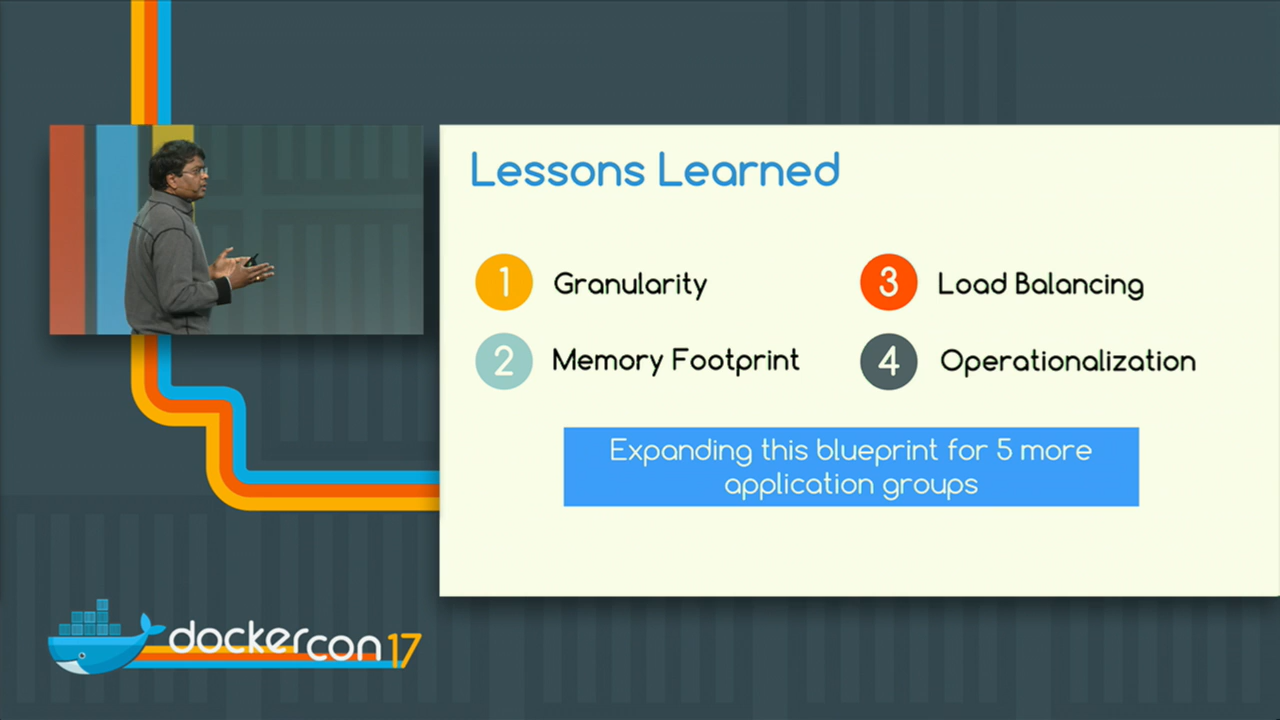 Lessons Learned
1 Granularity
2 Memory Footprint
3 Load Balancing
4 Operationalization
Expanding this blueprint for 5 more
application groups
dockercon17